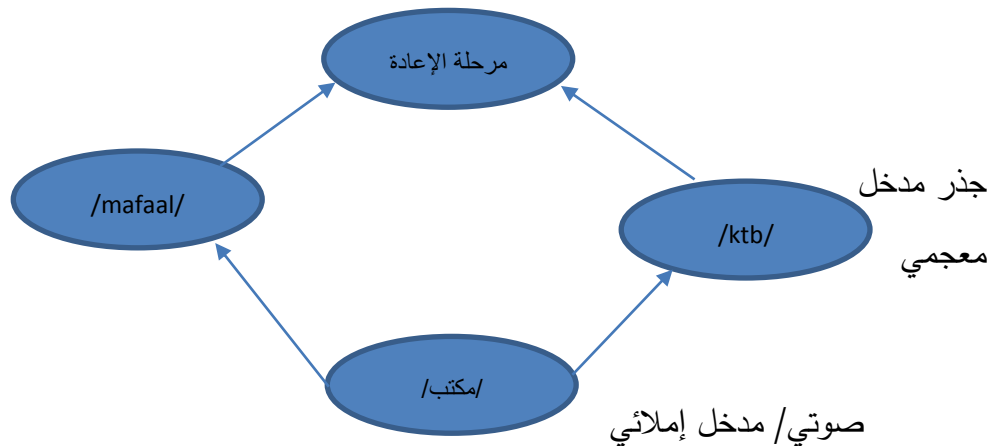 مرحلة الإعادة
/mafaal/
/ktb/
جذر مدخل
معجمي
/مكتب/
صوتي/ مدخل إملائي